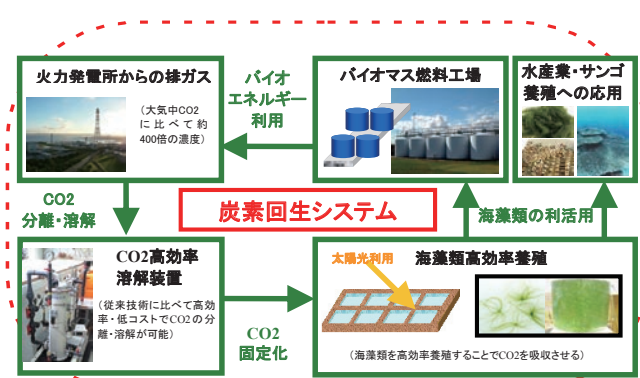 火力発電所からの排ガス
（大気中CO2
に比べて約
400倍の濃度）
バイオ
エネルギー
利用
バイオマス燃料工場
水産業・サンゴ
養殖への応用
CO2
分離・溶解
炭素回生システム
海藻類の利活用
CO2高効率
溶解装置
（従来技術に比べて高効
率・低コストでCO2の分
離・溶解が可能）
CO2
固定化
太陽光利用
海藻類高効率養殖
（海藻類を高効率養殖することでCO2を吸収させる）